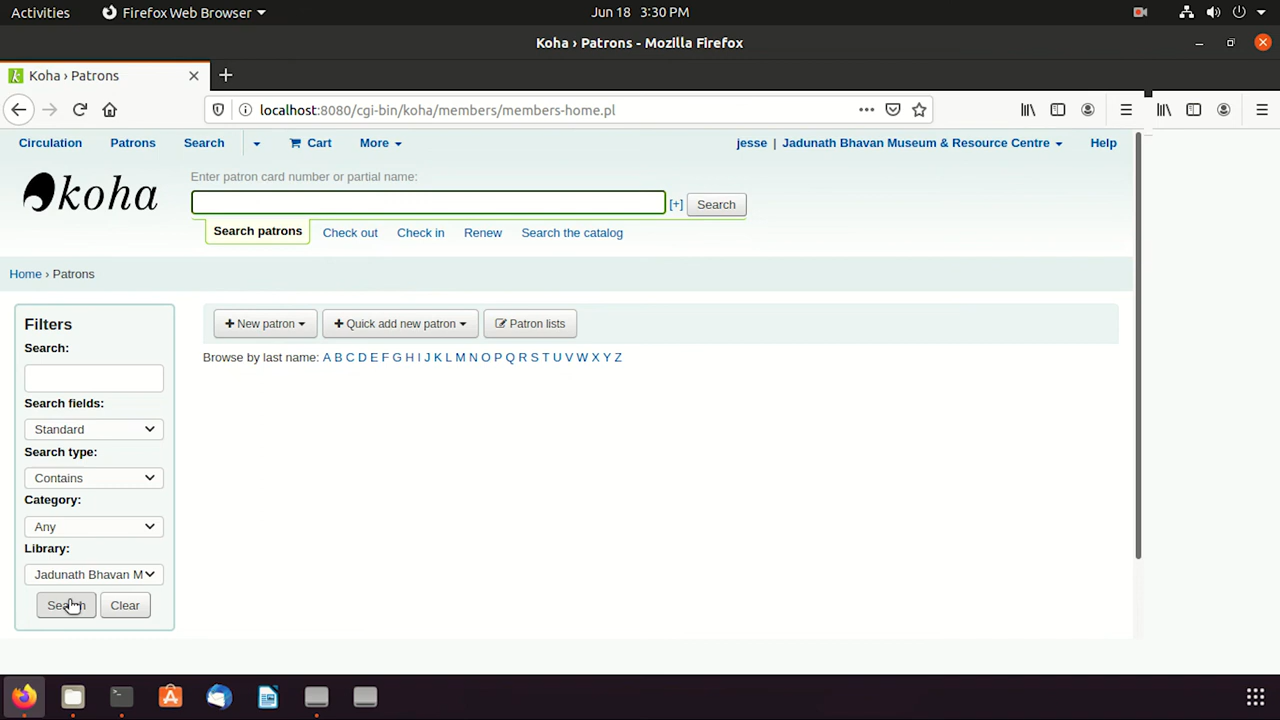 Activities Firefox Web Browser Jun 18 3:30 PM
Koha › Patrons - Mozilla Firefox
Koha › Patrons
localhost:8080/cgi-bin/koha/members/members-home.pl
Circulation Patrons Search Cart More jesse | Jadunath Bhavan Museum & Resource Centre Help
koha
Enter patron card number or partial name:
[+] Search
Search patrons Check out Check in Renew Search the catalog
Home › Patrons
Filters
Search:
Search fields:
Standard
Search type:
Contains
Category:
Any
Library:
Jadunath Bhavan M
Search Clear
+ New patron + Quick add new patron Patron lists
Browse by last name: A B C D E F G H I J K L M N O P Q R S T U V W X Y Z